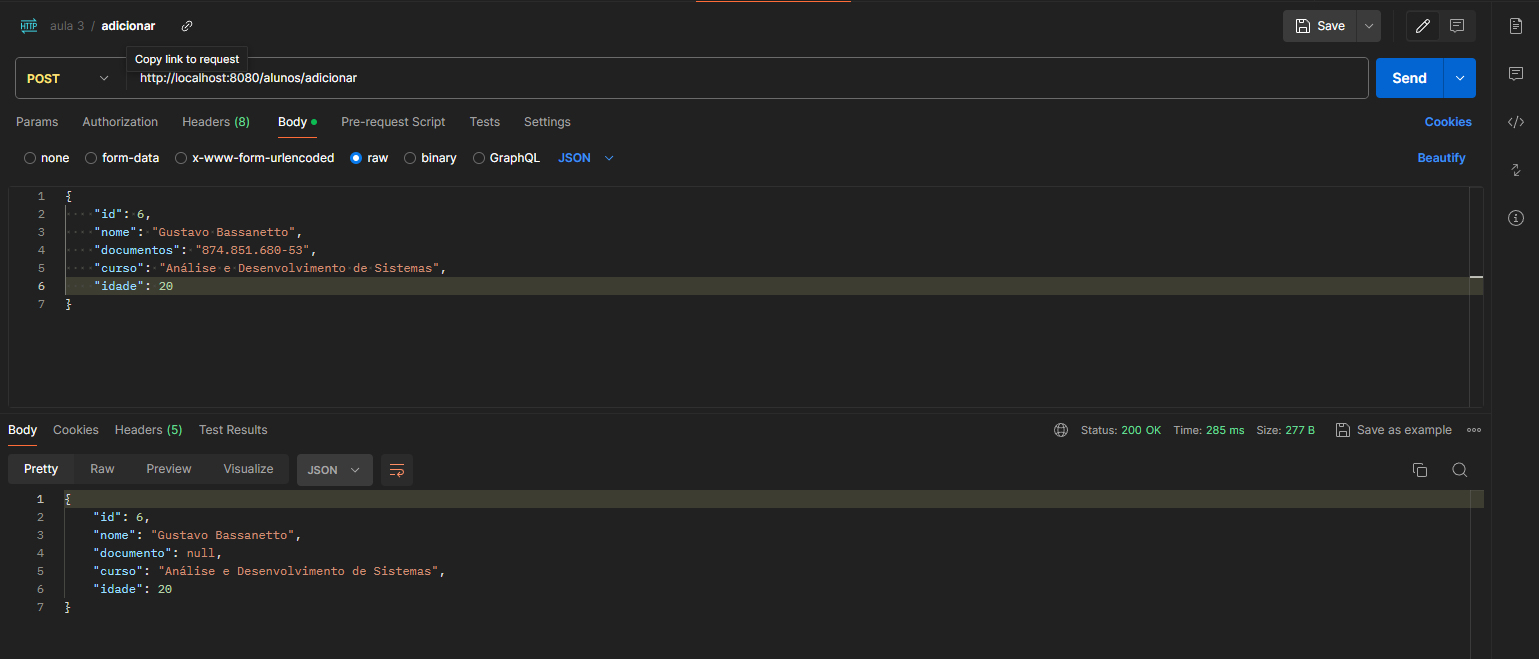 HTTP aula 3 / adicionar
Save
Copy link to request
POST
http://localhost:8080/alunos/adicionar
Send
Params Authorization Headers (8) Body Pre-request Script Tests Settings Cookies
none form-data x-www-form-urlencoded raw binary GraphQL JSON Beautify
1 {
2 "id": 6,
3 "nome": "Gustavo Bassanetto",
4 "documentos": "874.851.680-53",
5 "curso": "Análise e Desenvolvimento de Sistemas",
6 "idade": 20
7 }
Body Cookies Headers (5) Test Results Status: 200 OK Time: 285 ms Size: 277 B Save as example
Pretty Raw Preview Visualize JSON
1 {
2 "id": 6,
3 "nome": "Gustavo Bassanetto",
4 "documento": null,
5 "curso": "Análise e Desenvolvimento de Sistemas",
6 "idade": 20
7 }